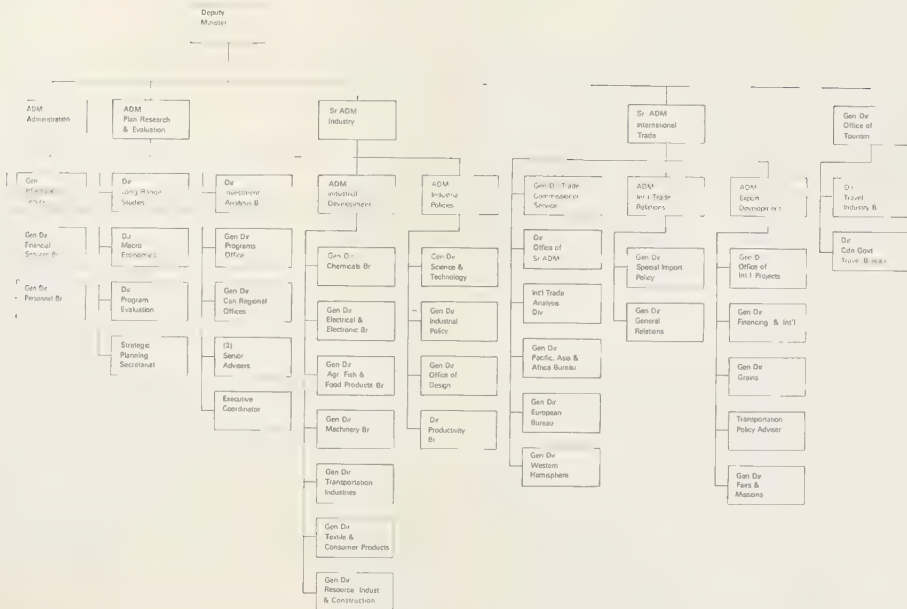 Deputy
Minister
ADM
Administration
ADM
Plan Research
& Evaluation
Sr ADM
Industry
Sr ADM
International
Trade
Gen Dir
Office of
Tourism
Gen
Dir
Long Range
Studies
Dir
Investment
Analysis B
ADM
Industrial
Development
ADM
Industrial
Policies
Gen Dir Trade
Commissioner
Service
ADM
Int'l Trade
Relations
ADM
Export
Development
Dir
Travel
Industry B
Gen Dir
Financial
Services Br
Dir
Macro
Economics
Gen Dir
Programs
Office
Gen Dir
Chemicals Br
Gen Dir
Science &
Technology
Dir
Office of
Sr ADM
Gen Dir
Special Import
Policy
Gen Di
Office of
Int'l Projects
Dir
Cdn Govt
Travel Bureau
Gen Dir
Personnel Br
Dir
Program
Evaluation
Gen Dir
Can Regional
Offices
Gen Dir
Electrical &
Electronic Br
Gen Dir
Industrial
Policy
Int'l Trade
Analysis
Div
Gen Dir
General
Relations
Gen Dir
Financing & Int'l
Strategic
Planning
Secretariat
(3)
Senior
Advisers
Gen Dir
Agr Fish &
Food Products Br
Gen Dir
Office of
Design
Gen Dir
Pacific, Asia &
Africa Bureau
Gen Dir
Grains
Executive
Coordinator
Gen Dir
Machinery Br
Dir
Productivity
Br
Gen Dir
European
Bureau
Transportation
Policy Adviser
Gen Dir
Transportation
Industries
Gen Dir
Western
Hemisphere
Gen Dir
Fairs &
Missions
Gen Dir
Textile &
Consumer Products
Gen Dir
Resource Indust
& Construction